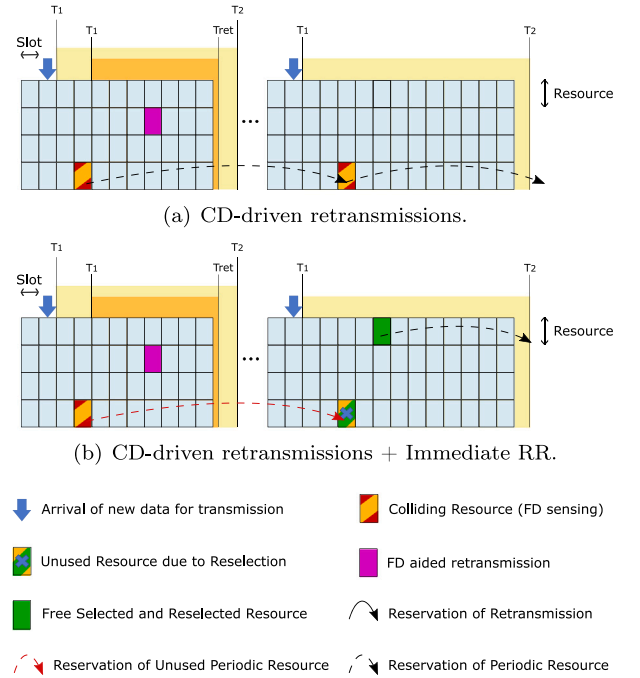 T1 T2 T1 T2
Slot T1 Tret
Resource
...
(a) CD-driven retransmissions.
T1 T2 T1 T2
Slot T1 Tret
Resource
...
(b) CD-driven retransmissions + Immediate RR.
Arrival of new data for transmission
Colliding Resource (FD sensing)
Unused Resource due to Reselection
FD aided retransmission
Free Selected and Reselected Resource
Reservation of Retransmission
Reservation of Unused Periodic Resource
Reservation of Periodic Resource